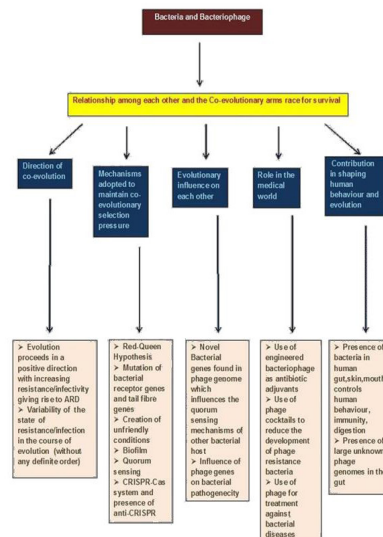 Bacteria and Bacteriophage
Relationship among each other and the Co-evolutionary arms race for survival
Direction of
co-evolution
Mechanisms
adopted to
maintain co-
evolutionary
selection
pressure
Evolutionary
influence on
each other
Role in the
medical
world
Contribution
in shaping
human
behaviour and
evolution
➢ Evolution
proceeds in a
positive direction
with increasing
resistance/infectivity
giving rise to ARD
➢ Variability of the
state of
resistance/infection
in the course of
evolution (without
any definite order)
➢ Red-Queen
Hypothesis
➢ Mutation of
bacterial
receptor genes
and tail fibre
genes
➢ Creation of
unfriendly
conditions
➢ Biofilm
➢ Quorum
sensing
➢ CRISPR-Cas
system and
presence of
anti-CRISPR
➢ Novel
Bacterial
genes found in
phage genome
which
influences the
quorum
sensing
mechanisms of
other bacterial
host
➢ Influence of
phage genes
on bacterial
pathogenecity
➢ Use of
engineered
bacteriophage
as antibiotic
adjuvants
➢ Use of
phage
cocktails to
reduce the
development of
phage
resistance
bacteria
➢ Use of
phage for
treatment
against
bacterial
diseases
➢ Presence of
bacteria in
human
gut,skin,mouth
controls
human
behaviour,
immunity,
digestion
➢ Presence of
large unknown
phage
genomes in the
gut